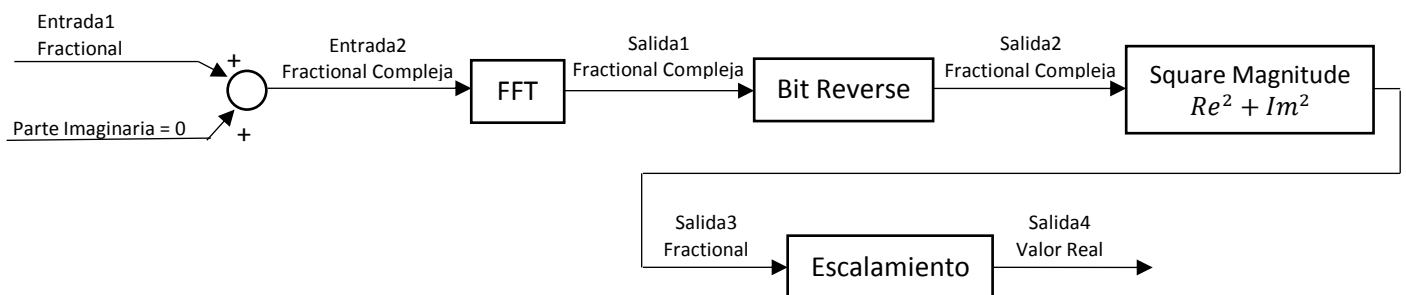 Entrada1
Fractional
+
Parte Imaginaria = 0
+
Entrada2
Fractional Compleja
FFT
Salida1
Fractional Compleja
Bit Reverse
Salida2
Fractional Compleja
Square Magnitude
Re² + Im²
Salida3
Fractional
Escalamiento
Salida4
Valor Real